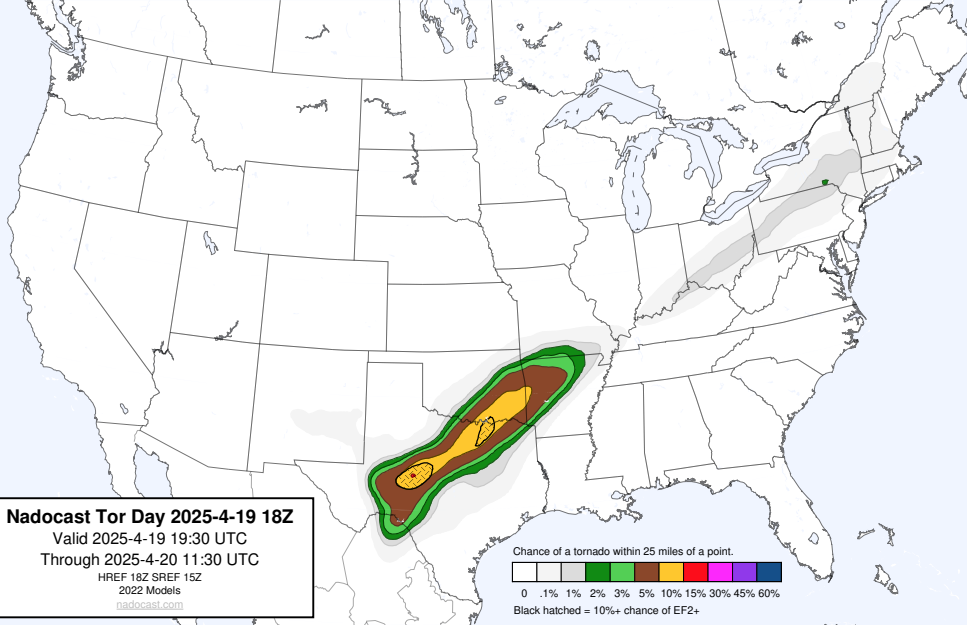 Nadocast Tor Day 2025-4-19 18Z
Valid 2025-4-19 19:30 UTC
Through 2025-4-20 11:30 UTC
HREF 18Z SREF 15Z
2022 Models
nadocast.com
Chance of a tornado within 25 miles of a point.
0 .1% 1% 2% 3% 5% 10% 15% 30% 45% 60%
Black hatched = 10%+ chance of EF2+